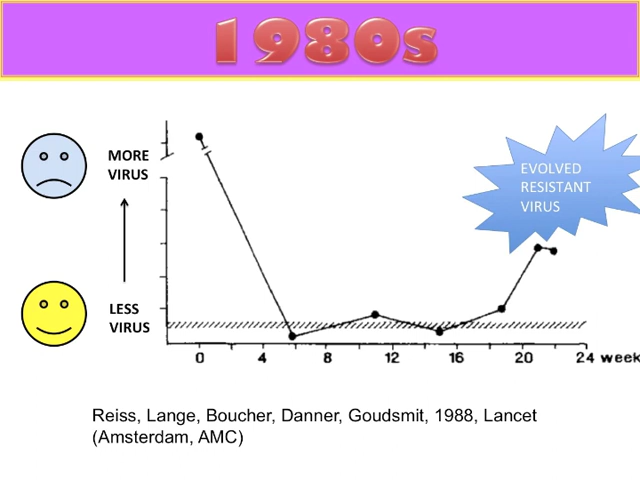 1980s
MORE
VIRUS
EVOLVED
RESISTANT
VIRUS
LESS
VIRUS
0 4 8 12 16 20 24 week
Reiss, Lange, Boucher, Danner, Goudsmit, 1988, Lancet
(Amsterdam, AMC)